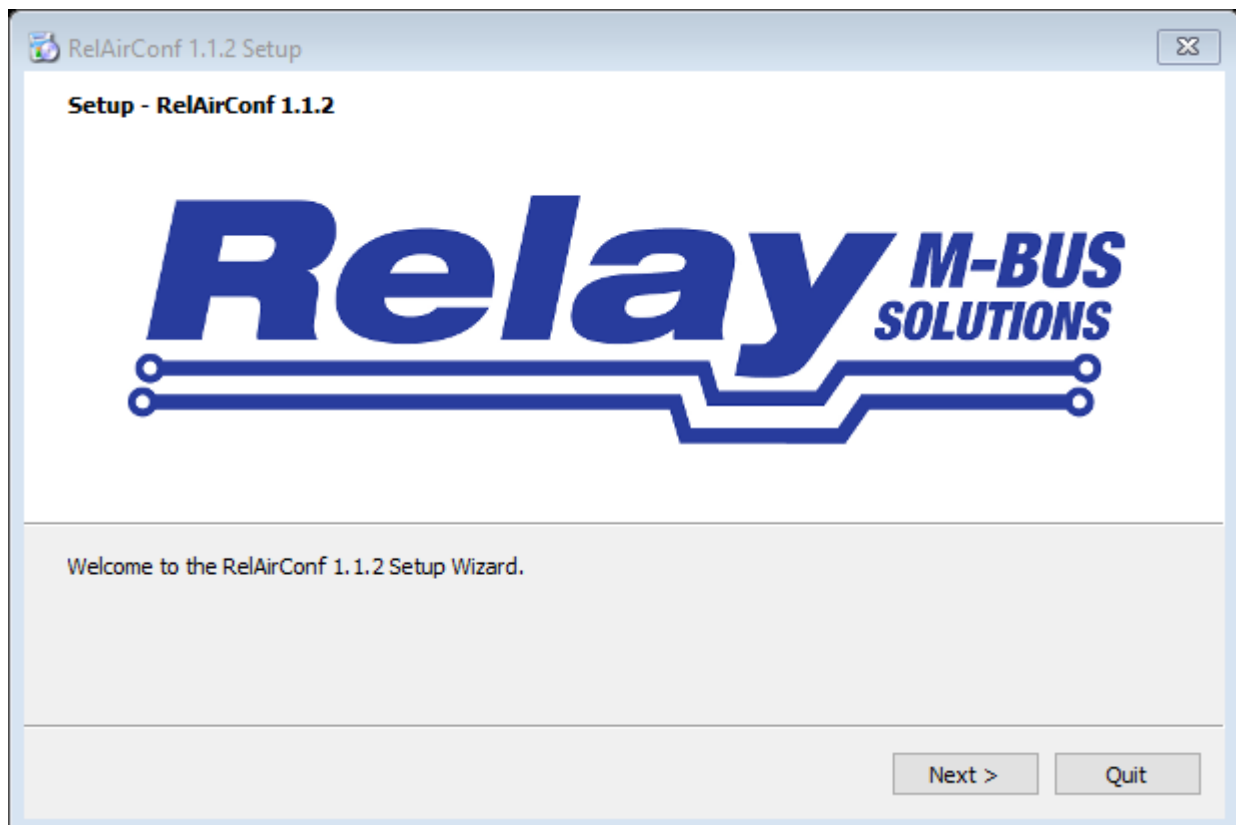 RelAirConf 1.1.2 Setup
Setup - RelAirConf 1.1.2
Relay M-BUS
SOLUTIONS
Welcome to the RelAirConf 1.1.2 Setup Wizard.
Next > Quit